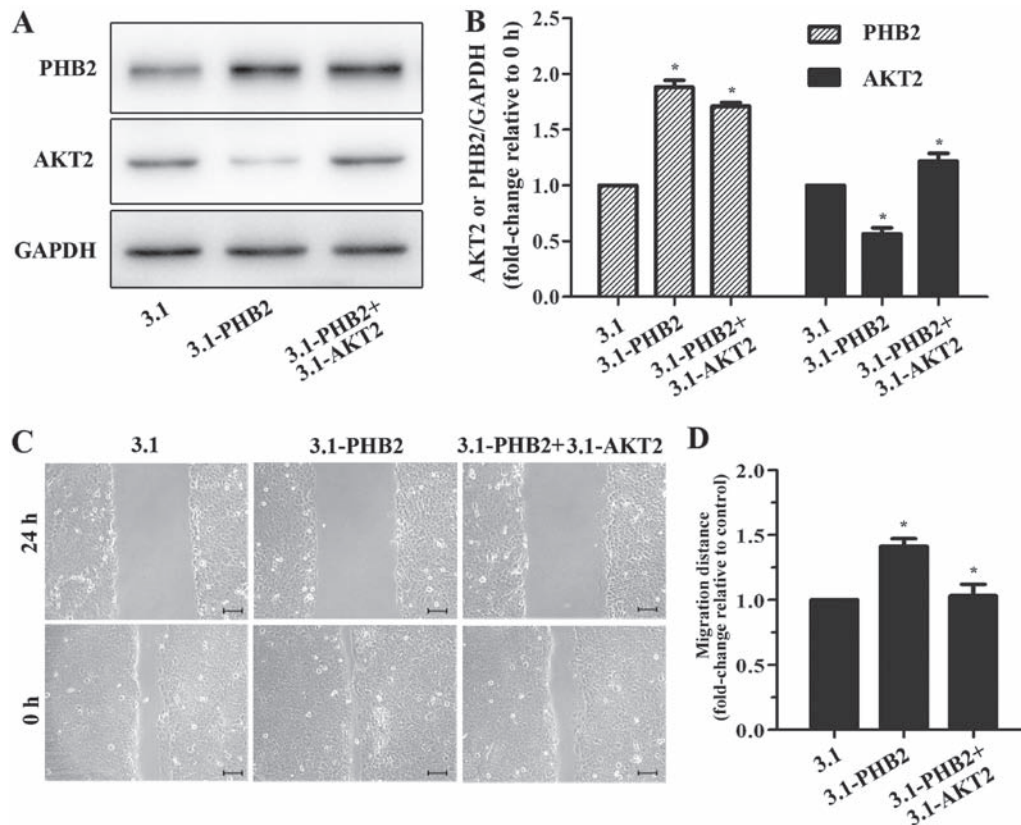 A
PHB2
AKT2
GAPDH
3.1
3.1-PHB2
3.1-PHB2+
3.1-AKT2
B
AKT2 or PHB2/GAPDH
(fold-change relative to 0 h)
2.5
2.0
1.5
1.0
0.5
0.0
PHB2
AKT2
*
*
*
*
3.1
3.1-PHB2
3.1-PHB2+
3.1-AKT2
3.1
3.1-PHB2
3.1-PHB2+
3.1-AKT2
C
3.1
3.1-PHB2
3.1-PHB2+3.1-AKT2
24 h
0 h
D
Migration distance
(fold-change relative to control)
2.0
1.5
1.0
0.5
0.0
*
*
3.1
3.1-PHB2
3.1-PHB2+
3.1-AKT2